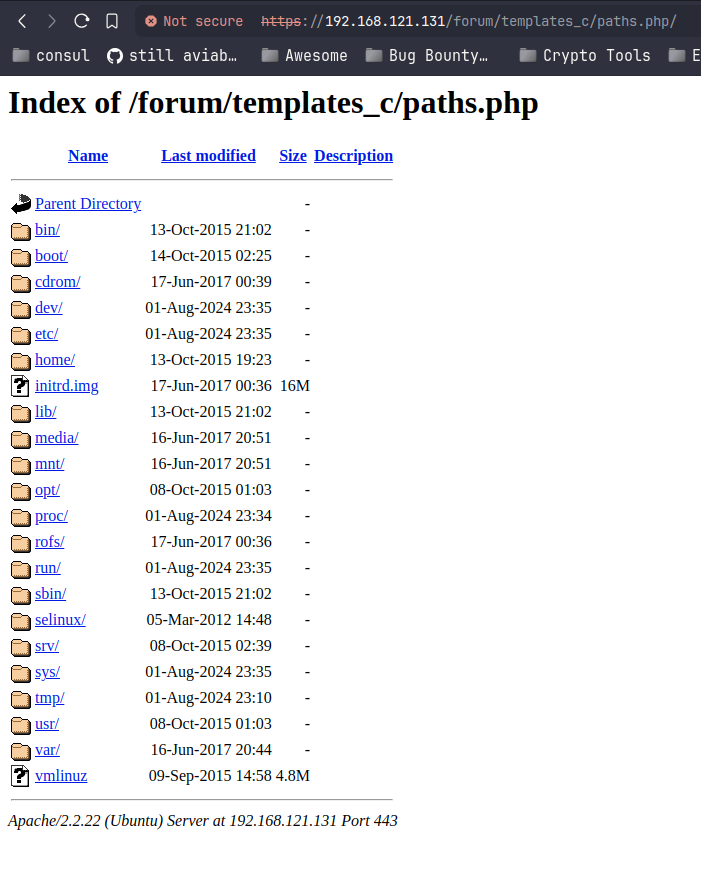 Not secure https://192.168.121.131/forum/templates_c/paths.php/
consul still aviab… Awesome Bug Bounty… Crypto Tools E
Index of /forum/templates_c/paths.php
Name Last modified Size Description
Parent Directory -
bin/ 13-Oct-2015 21:02 -
boot/ 14-Oct-2015 02:25 -
cdrom/ 17-Jun-2017 00:39 -
dev/ 01-Aug-2024 23:35 -
etc/ 01-Aug-2024 23:35 -
home/ 13-Oct-2015 19:23 -
initrd.img 17-Jun-2017 00:36 16M
lib/ 13-Oct-2015 21:02 -
media/ 16-Jun-2017 20:51 -
mnt/ 16-Jun-2017 20:51 -
opt/ 08-Oct-2015 01:03 -
proc/ 01-Aug-2024 23:34 -
rofs/ 17-Jun-2017 00:36 -
run/ 01-Aug-2024 23:35 -
sbin/ 13-Oct-2015 21:02 -
selinux/ 05-Mar-2012 14:48 -
srv/ 08-Oct-2015 02:39 -
sys/ 01-Aug-2024 23:35 -
tmp/ 01-Aug-2024 23:10 -
usr/ 08-Oct-2015 01:03 -
var/ 16-Jun-2017 20:44 -
vmlinuz 09-Sep-2015 14:58 4.8M
Apache/2.2.22 (Ubuntu) Server at 192.168.121.131 Port 443